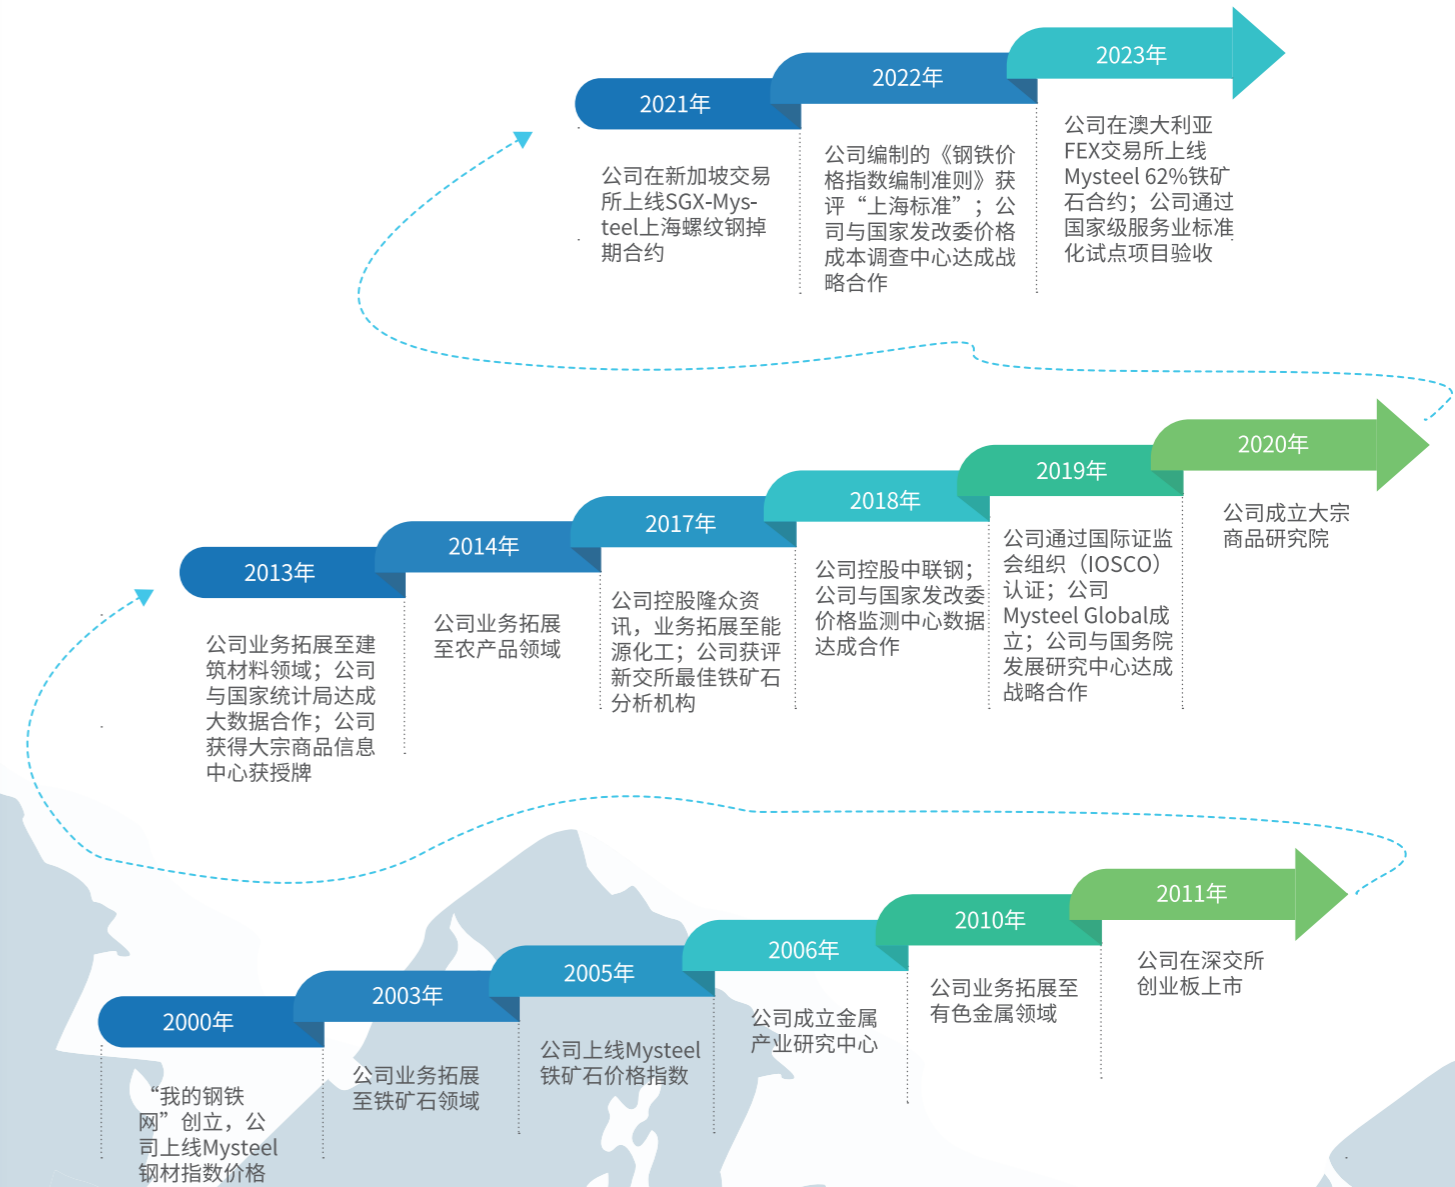 2021年
公司在新加坡交易
所上线SGX-Mys-
teel上海螺纹钢掉
期合约
2022年
公司编制的《钢铁价
格指数编制准则》获
评“上海标准”；公
司与国家发改委价格
成本调查中心达成战
略合作
2023年
公司在澳大利亚
FEX交易所上线
Mysteel 62%铁矿
石合约；公司通过
国家级服务业标准
化试点项目验收
2013年
公司业务拓展至建
筑材料领域；公司
与国家统计局达成
大数据合作；公司
获得大宗商品信息
中心获授牌
2014年
公司业务拓展
至农产品领域
2017年
公司控股隆众资
讯，业务拓展至能
源化工；公司获评
新交所最佳铁矿石
分析机构
2018年
公司控股中联钢；
公司与国家发改委
价格监测中心数据
达成合作
2019年
公司通过国际证监
会组织（IOSCO）
认证；公司
Mysteel Global成
立；公司与国务院
发展研究中心达成
战略合作
2020年
公司成立大宗
商品研究院
2000年
“我的钢铁
网”创立，公
司上线Mysteel
钢材指数价格
2003年
公司业务拓展
至铁矿石领域
2005年
公司上线Mysteel
铁矿石价格指数
2006年
公司成立金属
产业研究中心
2010年
公司业务拓展至
有色金属领域
2011年
公司在深交所
创业板上市